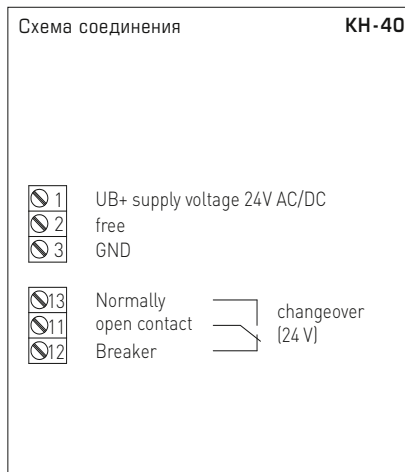 Схема соединения KH-40
1 UB+ supply voltage 24V AC/DC
2 free
3 GND
13 Normally
11 open contact
12 Breaker
changeover
(24 V)